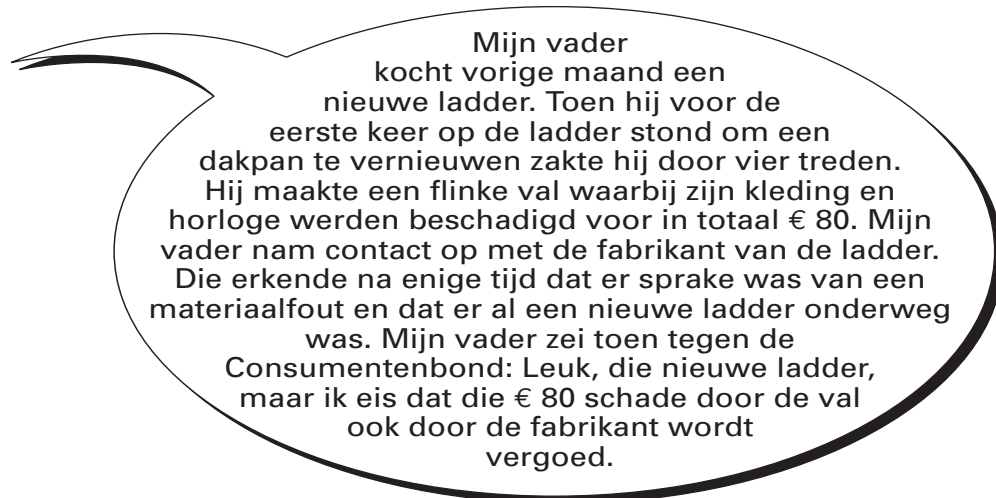 Mijn vader
kocht vorige maand een
nieuwe ladder. Toen hij voor de
eerste keer op de ladder stond om een
dakpan te vernieuwen zakte hij door vier treden.
Hij maakte een flinke val waarbij zijn kleding en
horloge werden beschadigd voor in totaal € 80. Mijn
vader nam contact op met de fabrikant van de ladder.
Die erkende na enige tijd dat er sprake was van een
materiaalfout en dat er al een nieuwe ladder onderweg
was. Mijn vader zei toen tegen de
Consumentenbond: Leuk, die nieuwe ladder,
maar ik eis dat die € 80 schade door de val
ook door de fabrikant wordt
vergoed.